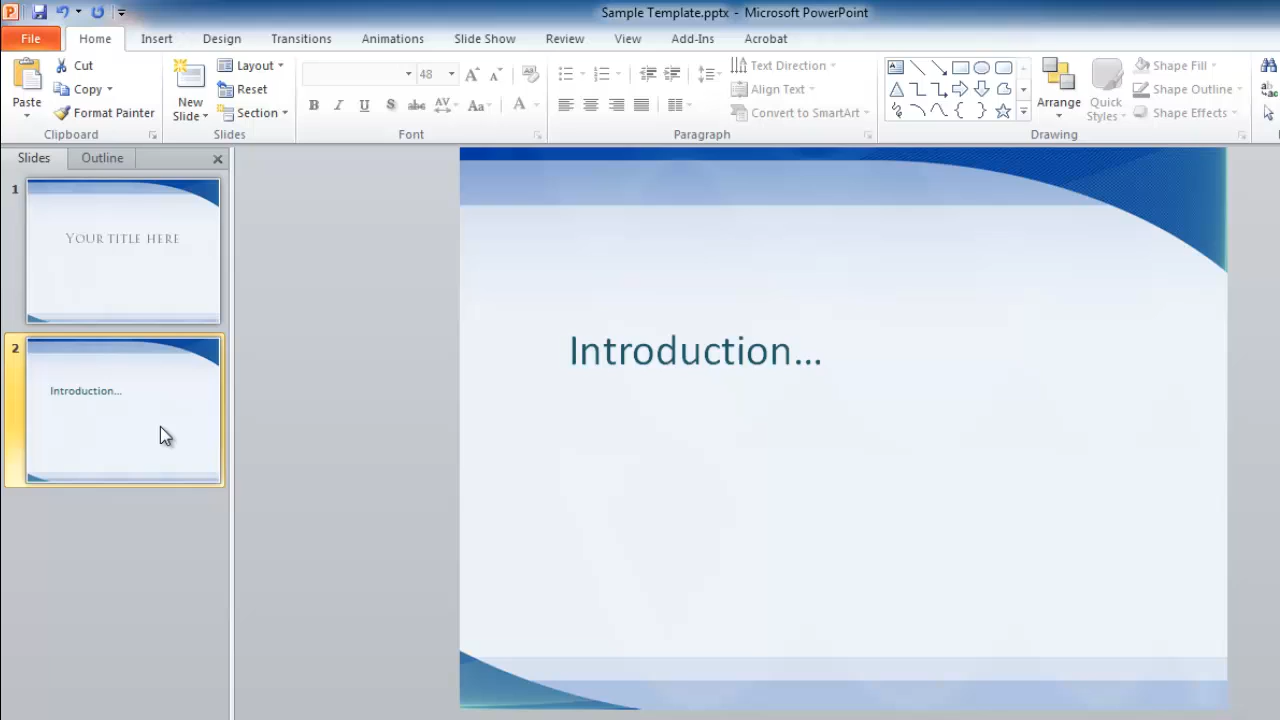 Sample Template.pptx - Microsoft PowerPoint
File Home Insert Design Transitions Animations Slide Show Review View Add-Ins Acrobat
Paste
Cut
Copy
Format Painter
Clipboard
New Slide
Layout
Reset
Section
Slides
48
B I U S abc AV Aa A
Font
Text Direction
Align Text
Convert to SmartArt
Paragraph
Arrange
Quick Styles
Shape Fill
Shape Outline
Shape Effects
Drawing
Slides Outline
1
YOUR TITLE HERE
2
Introduction...
Introduction...